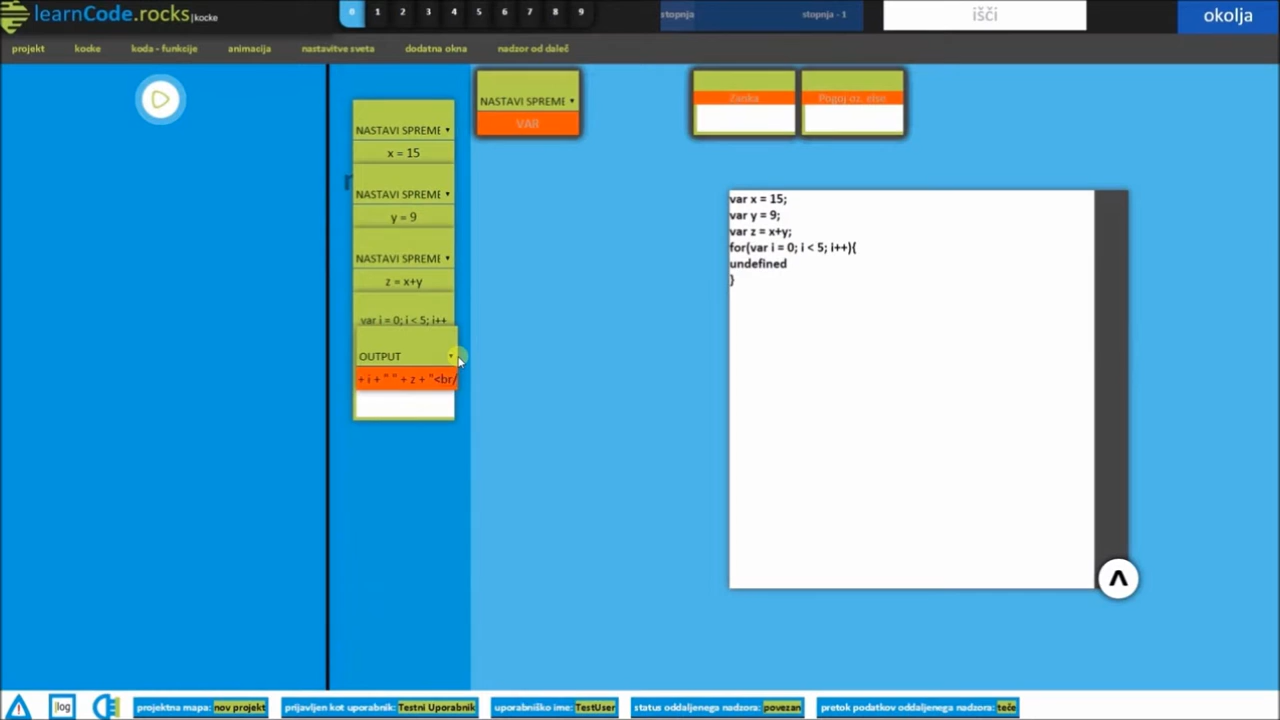 learnCode.rocks|kocke
0 1 2 3 4 5 6 7 8 9
stopnja stopnja - 1
išči
okolja
projekt kocke koda - funkcije animacija nastavitve sveta dodatna okna nadzor od daleč
NASTAVI SPREME
VAR
Zanka
Pogoj oz. else
NASTAVI SPREME
x = 15
NASTAVI SPREME
y = 9
NASTAVI SPREME
z = x+y
var i = 0; i < 5; i++
OUTPUT
+ i + " " + z + "<br/
var x = 15;
var y = 9;
var z = x+y;
for(var i = 0; i < 5; i++){
undefined
}
|log
projektna mapa: nov projekt
prijavljen kot uporabnik: Testni Uporabnik
uporabniško ime: TestUser
status oddaljenega nadzora: povezan
pretok podatkov oddaljenega nadzora: teče